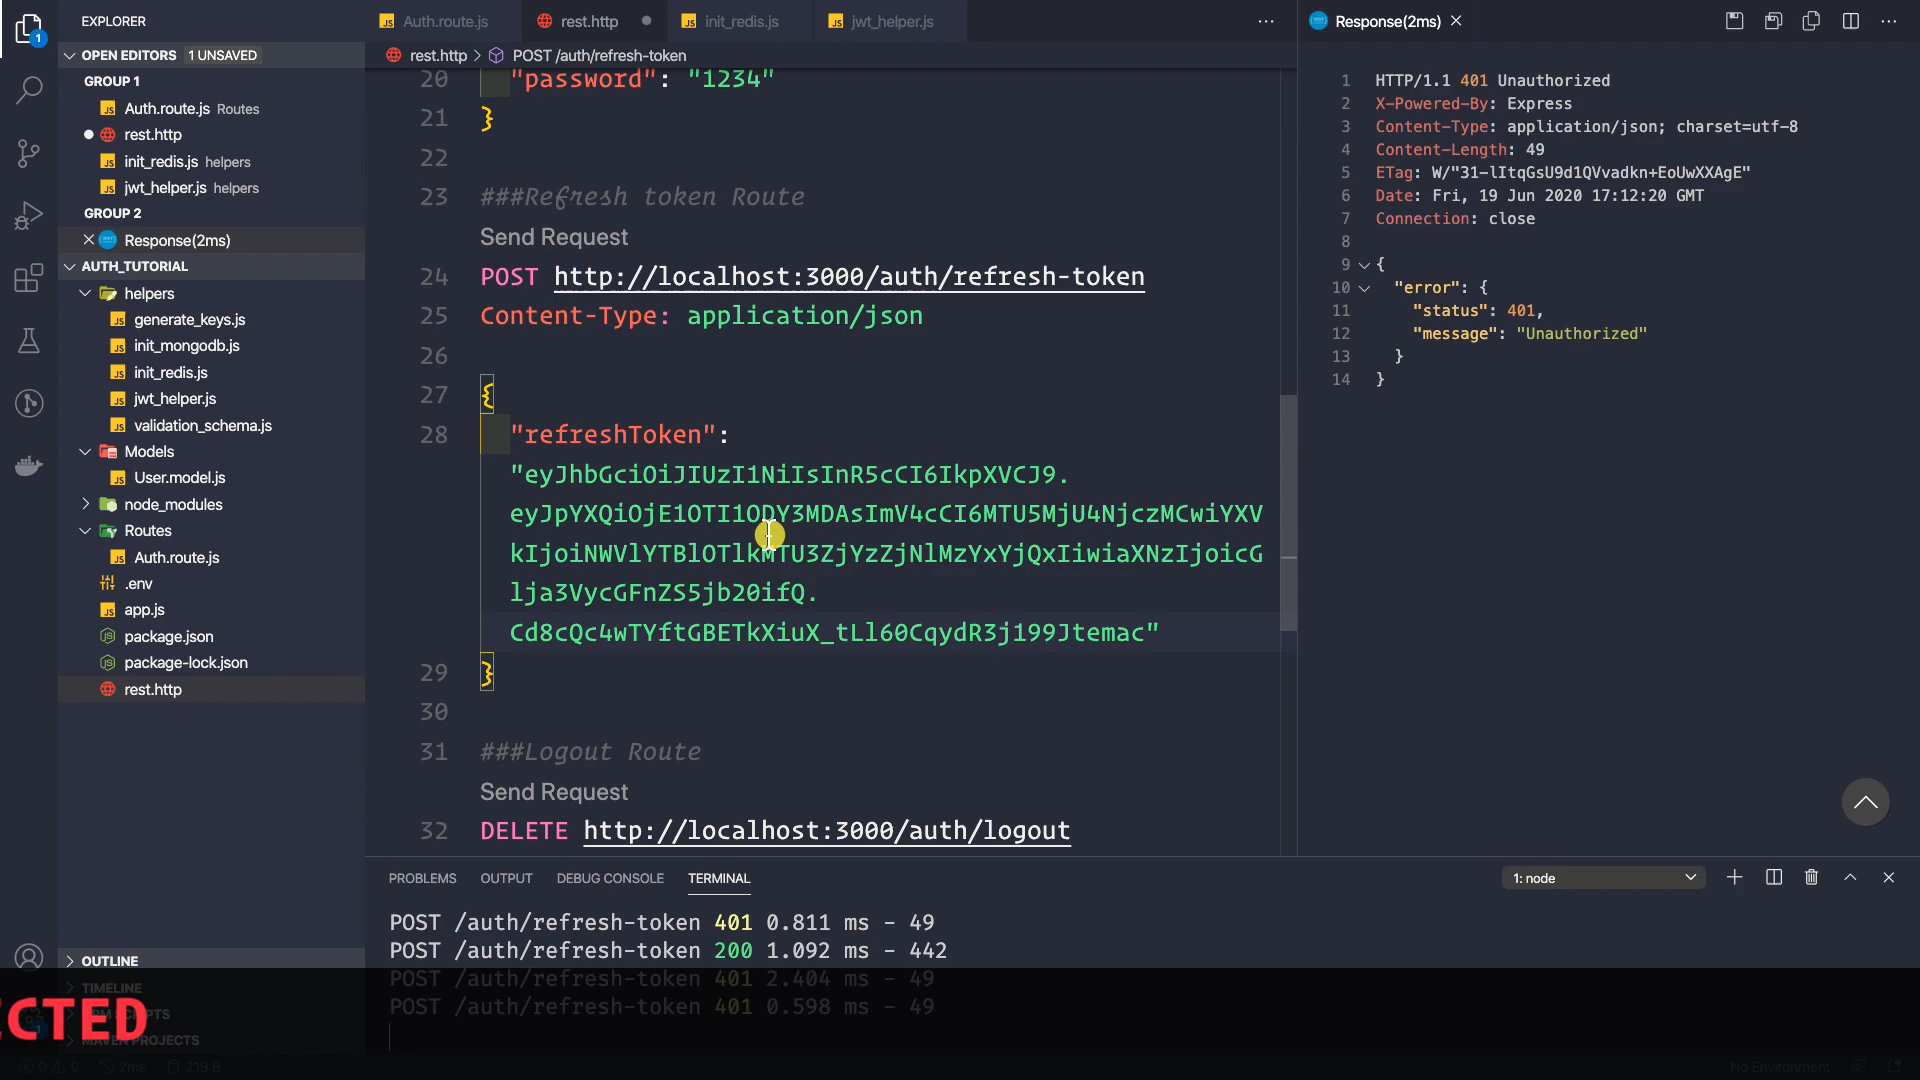 EXPLORER
OPEN EDITORS 1 UNSAVED
GROUP 1
Auth.route.js Routes
rest.http
init_redis.js helpers
jwt_helper.js helpers
GROUP 2
Response(2ms)
AUTH_TUTORIAL
helpers
generate_keys.js
init_mongodb.js
init_redis.js
jwt_helper.js
validation_schema.js
Models
User.model.js
node_modules
Routes
Auth.route.js
.env
app.js
package.json
package-lock.json
rest.http
OUTLINE
TIMELINE
MAVEN PROJECTS
ECTED
0 0 2ms 219 B
Auth.route.js rest.http init_redis.js jwt_helper.js
rest.http > POST /auth/refresh-token
20 "password": "1234"
21 }
22
23 ###Refresh token Route
Send Request
24 POST http://localhost:3000/auth/refresh-token
25 Content-Type: application/json
26
27 {
28 "refreshToken":
"eyJhbGciOiJIUzI1NiIsInR5cCI6IkpXVCJ9.
eyJpYXQiOjE1OTI1ODY3MDAsImV4cCI6MTU5MjU4NjczMCwiYXV
kIjoiNWVlYTBlOTlkMTU3ZjYzZjNlMzYxYjQxIiwiaXNzIjoicG
lja3VycGFnZS5jb20ifQ.
Cd8cQc4wTYftGBETkXiuX_tLl60CqydR3j199Jtemac"
29 }
30
31 ###Logout Route
Send Request
32 DELETE http://localhost:3000/auth/logout
PROBLEMS OUTPUT DEBUG CONSOLE TERMINAL
1: node
POST /auth/refresh-token 401 0.811 ms - 49
POST /auth/refresh-token 200 1.092 ms - 442
POST /auth/refresh-token 401 2.404 ms - 49
POST /auth/refresh-token 401 0.598 ms - 49
Response(2ms)
1 HTTP/1.1 401 Unauthorized
2 X-Powered-By: Express
3 Content-Type: application/json; charset=utf-8
4 Content-Length: 49
5 ETag: W/"31-lItqGsU9d1QVvadkn+EoUwXXAgE"
6 Date: Fri, 19 Jun 2020 17:12:20 GMT
7 Connection: close
8
9 {
10 "error": {
11 "status": 401,
12 "message": "Unauthorized"
13 }
14 }
No Environment